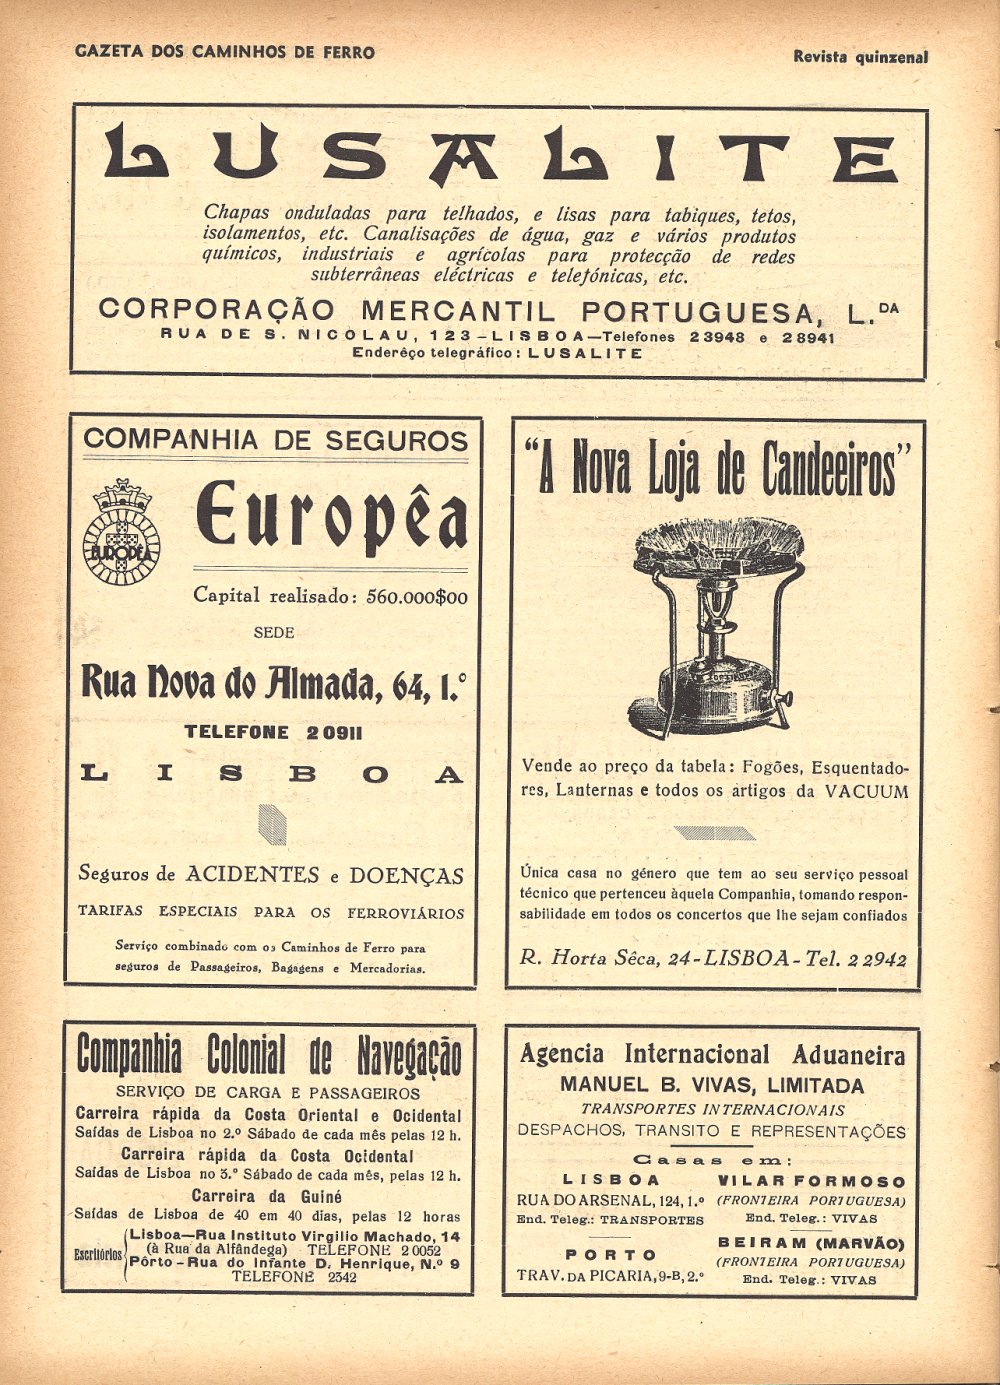 GAZETA DOS CAMINHOS DE FERRO
Revista quinzenal
LUSALITE
Chapas onduladas para telhados, e lisas para tabiques, tetos,
isolamentos, etc. Canalisações de água, gaz e vários produtos
químicos, industriais e agrícolas para protecção de redes
subterrâneas eléctricas e telefónicas, etc.
CORPORAÇÃO MERCANTIL PORTUGUESA, L.DA
RUA DE S. NICOLAU, 123–LISBOA—Telefones 23948 e 28941
Enderêço telegráfico: LUSALITE
COMPANHIA DE SEGUROS
EUROPÊA
Européa
Capital realisado: 560.000$00
SEDE
Rua Nova do Almada, 64, 1.º
TELEFONE 20911
LISBOA
Seguros de ACIDENTES e DOENÇAS
TARIFAS ESPECIAIS PARA OS FERROVIÁRIOS
Serviço combinado com os Caminhos de Ferro para
seguros de Passageiros, Bagagens e Mercadorias.
“A Nova Loja de Candeeiros”
Vende ao preço da tabela: Fogões, Esquentado-
res, Lanternas e todos os artigos da VACUUM
Única casa no género que tem ao seu serviço pessoal
técnico que pertenceu àquela Companhia, tomando respon-
sabilidade em todos os concertos que lhe sejam confiados
R. Horta Sêca, 24-LISBOA-Tel. 22942
Companhia Colonial de Navegação
SERVIÇO DE CARGA E PASSAGEIROS
Carreira rápida da Costa Oriental e Ocidental
Saídas de Lisboa no 2.º Sábado de cada mês pelas 12 h.
Carreira rápida da Costa Ocidental
Saídas de Lisboa no 3.º Sábado de cada mês, pelas 12 h.
Carreira da Guiné
Saídas de Lisboa de 40 em 40 dias, pelas 12 horas
Escritórios
Lisboa—Rua Instituto Virgilio Machado, 14
(à Rua da Alfândega) TELEFONE 20052
Pôrto–Rua do Infante D. Henrique, N.º 9
TELEFONE 2342
Agencia Internacional Aduaneira
MANUEL B. VIVAS, LIMITADA
TRANSPORTES INTERNACIONAIS
DESPACHOS, TRANSITO E REPRESENTAÇÕES
Casas em:
LISBOA
RUA DO ARSENAL, 124, 1.º
End. Teleg.: TRANSPORTES
PORTO
TRAV. DA PICARIA, 9-B, 2.º
VILAR FORMOSO
(FRONTEIRA PORTUGUESA)
End. Teleg.: VIVAS
BEIRAM (MARVÃO)
(FRONTEIRA PORTUGUESA)
End. Teleg.: VIVAS